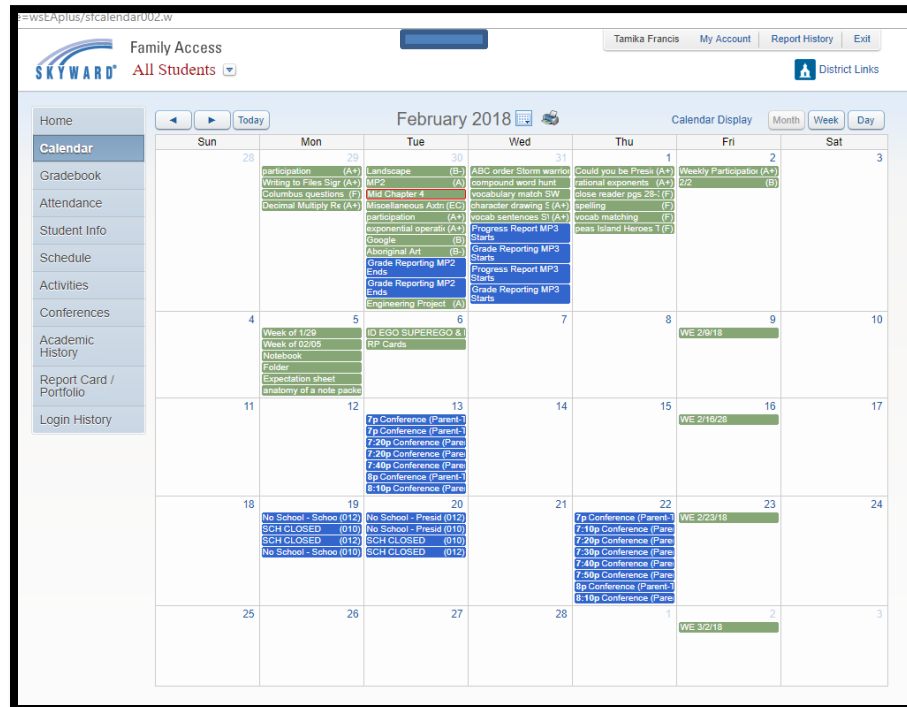 =wsEAplus/sfcalendar002.w
SKYWARD®
Family Access
All Students
Tamika Francis My Account Report History Exit
District Links
Home
Calendar
Gradebook
Attendance
Student Info
Schedule
Activities
Conferences
Academic
History
Report Card /
Portfolio
Login History
Today
February 2018
Calendar Display Month Week Day
Sun Mon Tue Wed Thu Fri Sat
28
29
participation (A+)
Writing to Files Sigr (A+)
Columbus questions (F)
Decimal Multiply Re (A+)
30
Landscape (B-)
MP2 (A)
Mid Chapter 4
Miscellaneous Axtn (EC)
participation (A+)
exponential operatic (A+)
Google (B)
Aboriginal Art (B-)
Grade Reporting MP2
Ends
Grade Reporting MP2
Ends
Engineering Project (A)
31
ABC order Storm warrior
compound word hunt
vocabulary match SW
character drawing S (A+)
vocab sentences S\ (A+)
Progress Report MP3
Starts
Grade Reporting MP3
Starts
Progress Report MP3
Starts
Grade Reporting MP3
Starts
1
Could you be Presic (A+)
rational exponents (A+)
close reader pgs 28-: (F)
spelling (F)
vocab matching (F)
peas Island Heroes T (F)
2
Weekly Participatio (A+)
2/2 (B)
3
4
5
Week of 1/29
Week of 02/05
Notebook
Folder
Expectation sheet
anatomy of a note packe
6
ID EGO SUPEREGO &
RP Cards
7
8
9
WE 2/9/18
10
11
12
13
7p Conference (Parent-T
7p Conference (Parent-T
7:20p Conference (Pare
7:20p Conference (Pare
7:40p Conference (Pare
8p Conference (Parent-T
8:10p Conference (Pare
14
15
16
WE 2/16/28
17
18
19
No School - Schoo (012)
SCH CLOSED (010)
SCH CLOSED (012)
No School - Schoo (010)
20
No School - Presid (012)
No School - Presid (010)
SCH CLOSED (010)
SCH CLOSED (012)
21
22
7p Conference (Parent-T
7:10p Conference (Pare
7:20p Conference (Pare
7:30p Conference (Pare
7:40p Conference (Pare
7:50p Conference (Pare
8p Conference (Parent-T
8:10p Conference (Pare
23
WE 2/23/18
24
25
26
27
28
1
2
WE 3/2/18
3